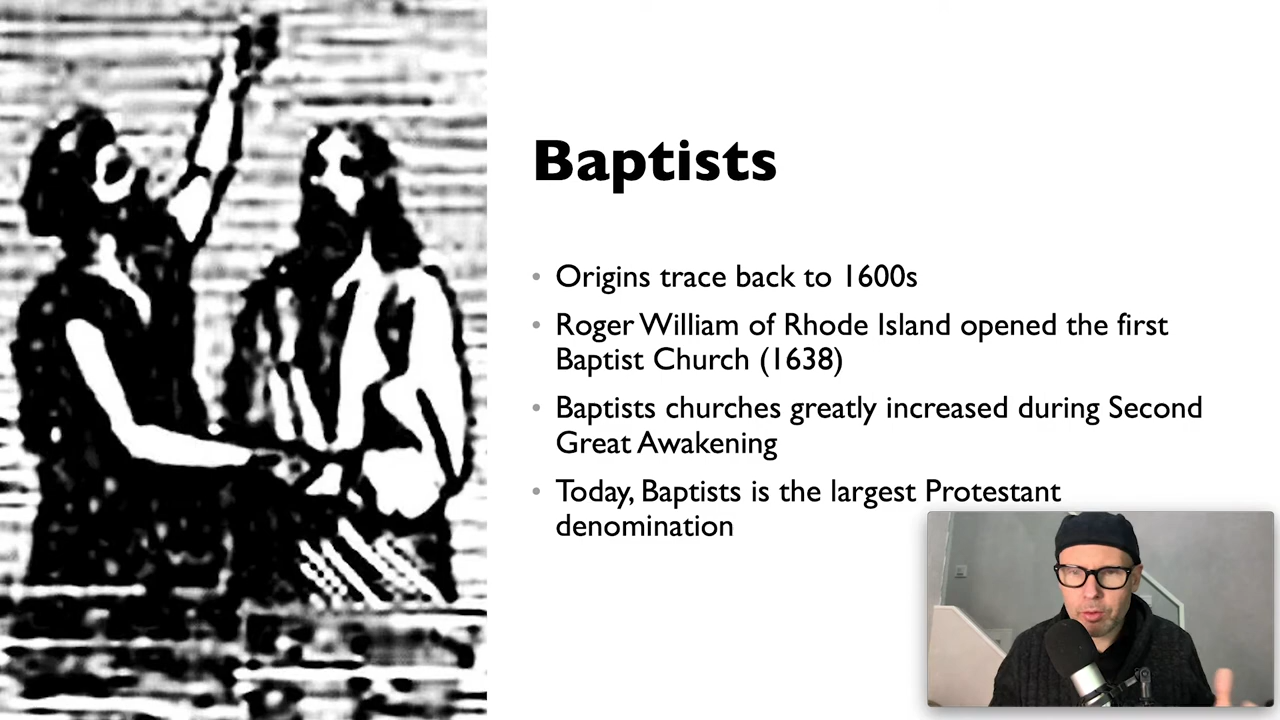 Baptists
• Origins trace back to 1600s
• Roger William of Rhode Island opened the first
Baptist Church (1638)
• Baptists churches greatly increased during Second
Great Awakening
• Today, Baptists is the largest Protestant
denomination